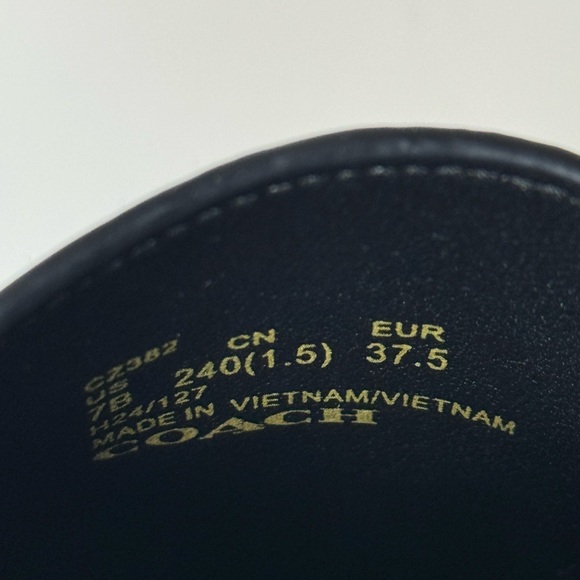 CZ382
US CN EUR
7B 240(1.5) 37.5
H24/127
MADE IN VIETNAM/VIETNAM
COACH